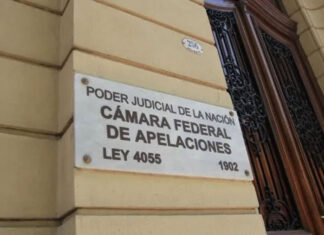 PODER JUDICIAL DE LA NACIÓN
CÁMARA FEDERAL
DE APELACIONES
LEY 4055 1902